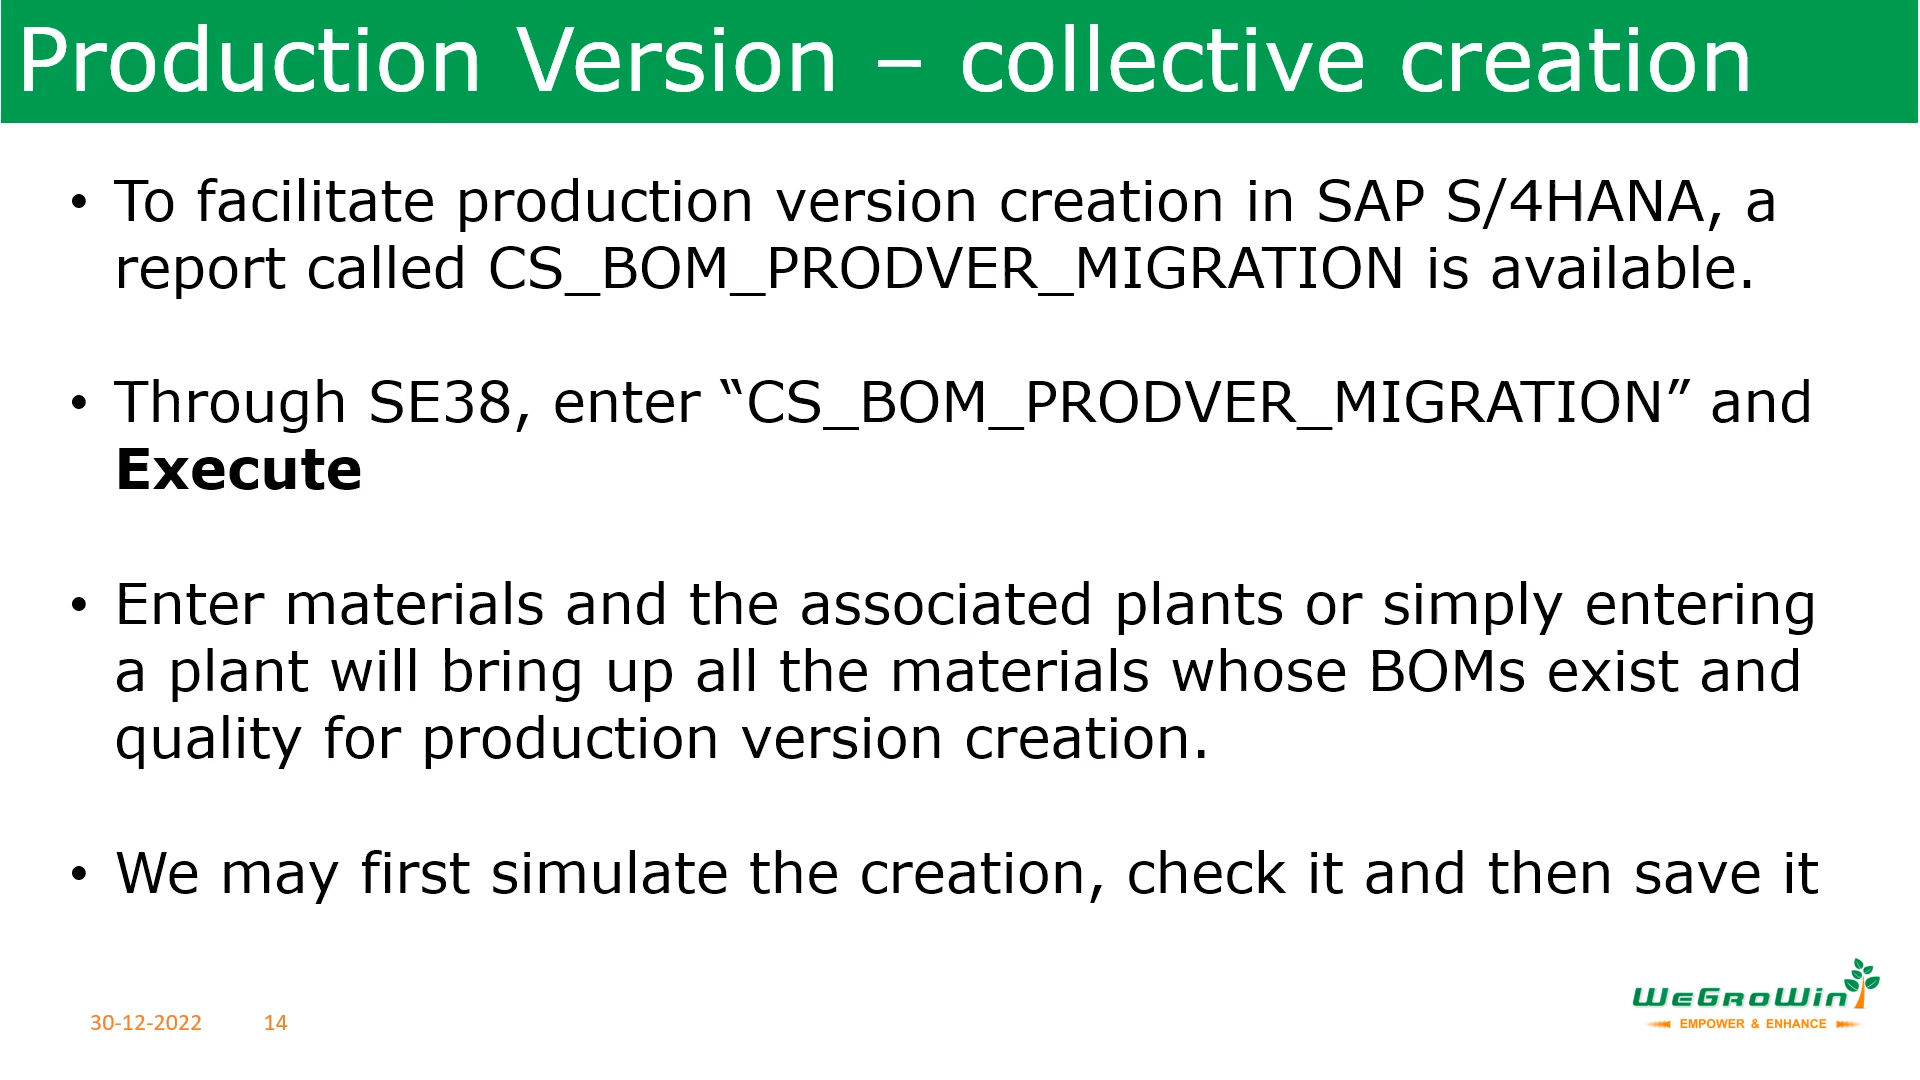 Production Version – collective creation
• To facilitate production version creation in SAP S/4HANA, a
report called CS_BOM_PRODVER_MIGRATION is available.
• Through SE38, enter “CS_BOM_PRODVER_MIGRATION” and
Execute
• Enter materials and the associated plants or simply entering
a plant will bring up all the materials whose BOMs exist and
quality for production version creation.
• We may first simulate the creation, check it and then save it
WeGroWin
EMPOWER & ENHANCE
30-12-2022 14